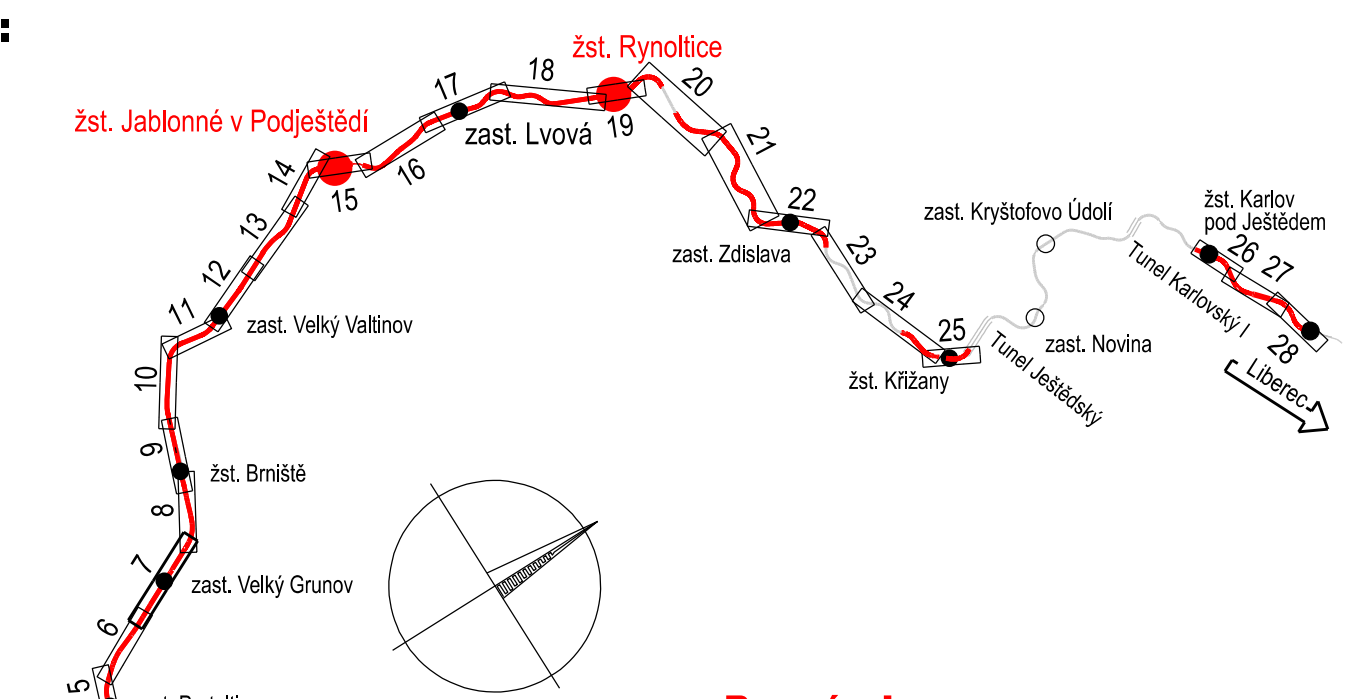 :
žst. Rynoltice
18
20
17
žst. Jablonné v Podještědí
zast. Lvová
19
21
14
16
15
22
žst. Karlov
pod Ještědem
zast. Kryštofovo Údolí
13
zast. Zdislava
23
26
27
Tunel Karlovský I
12
24
11
zast. Velký Valtinov
25
zast. Novina
28
Tunel Ještědský
Liberec
10
žst. Křižany
9
žst. Brniště
8
7
zast. Velký Grunov
6
5